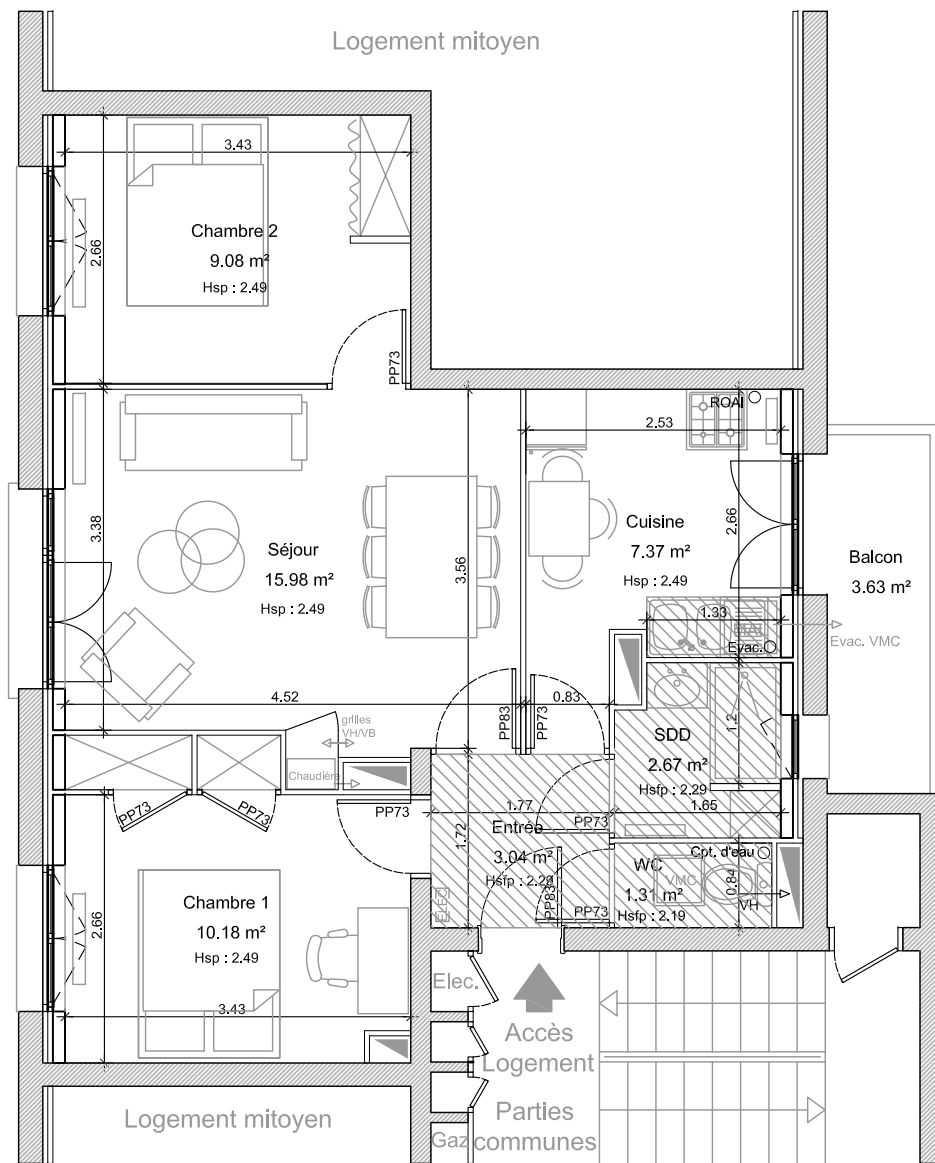 Logement mitoyen
3.43
Chambre 2
9.08 m²
Hsp : 2.49
2.66
PP73
ROAI
2.53
3.38
Séjour
15.98 m²
Hsp : 2.49
3.56
Cuisine
7.37 m²
Hsp : 2.49
2.66
Balcon
3.63 m²
1.33
Evac.
Evac. VMC
4.52
0.83
PP83
PP73
grilles
VH/VB
Chaudière
SDD
2.67 m²
Hsfp : 2.29
1.2
1.65
PP73
PP73
PP73
1.77
PP73
Entrée
3.04 m²
Hsfp : 2.29
1.72
ELEC
PP83
PP73
WC
1.31 m²
Hsfp : 2.19
VMC
Cpt. d'eau
0.84
VH
Chambre 1
10.18 m²
Hsp : 2.49
2.66
3.43
Elec.
Accès
Logement
Parties
communes
Gaz
Logement mitoyen